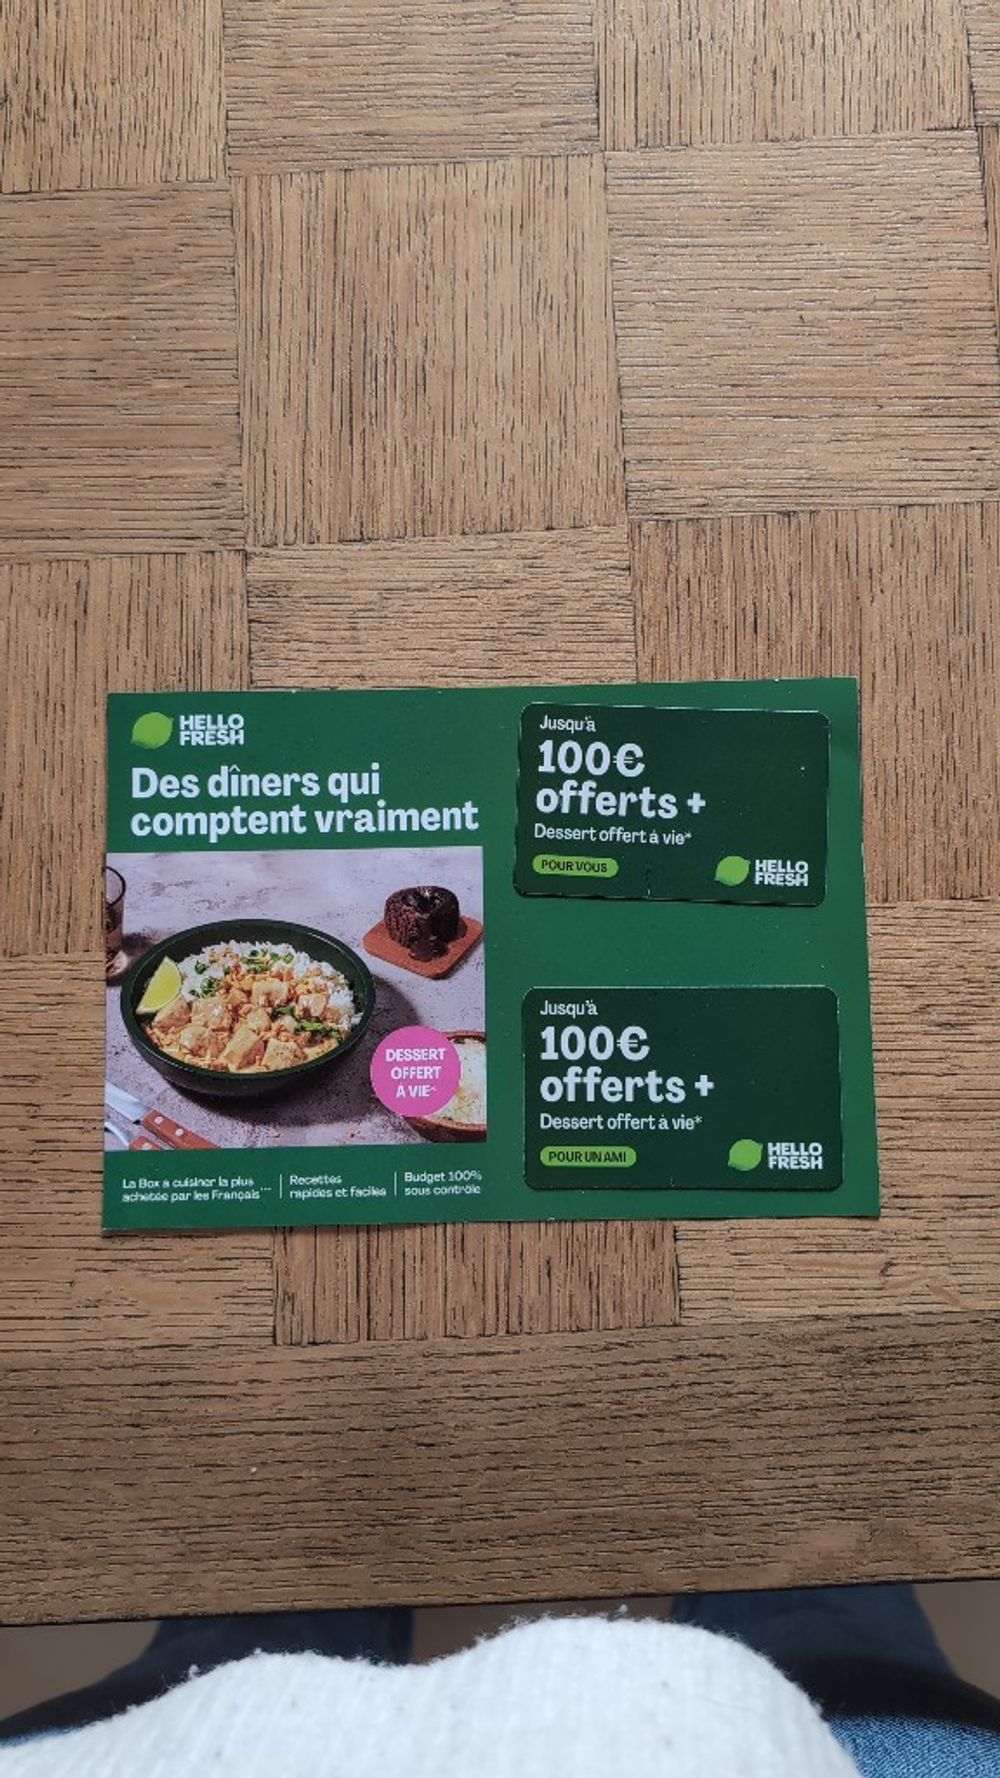 HELLO
FRESH
Des dîners qui
comptent vraiment
DESSERT
OFFERT
À VIE*
La Box à cuisiner la plus
achetée par les Français
Recettes
rapides et faciles
Budget 100%
sous contrôle
Jusqu'à
100€
offerts +
Dessert offert à vie*
POUR VOUS
HELLO
FRESH
Jusqu'à
100€
offerts +
Dessert offert à vie*
POUR UN AMI
HELLO
FRESH